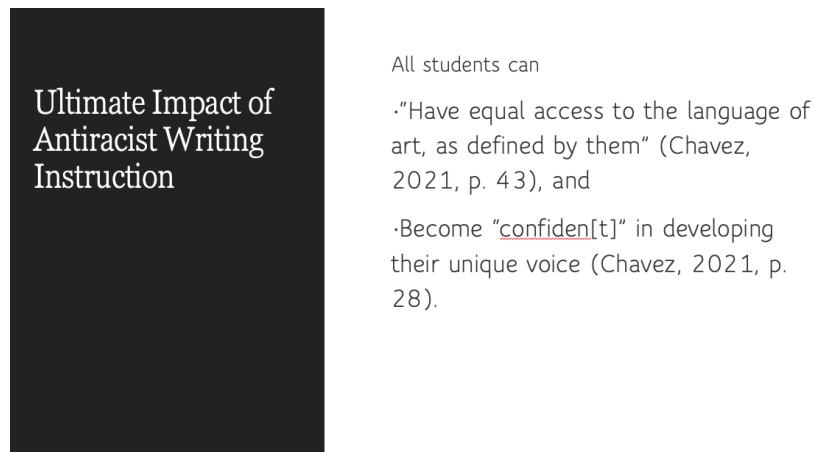 Ultimate Impact of
Antiracist Writing
Instruction
All students can
·“Have equal access to the language of
art, as defined by them” (Chavez,
2021, p. 43), and
·Become “confiden[t]” in developing
their unique voice (Chavez, 2021, p.
28).